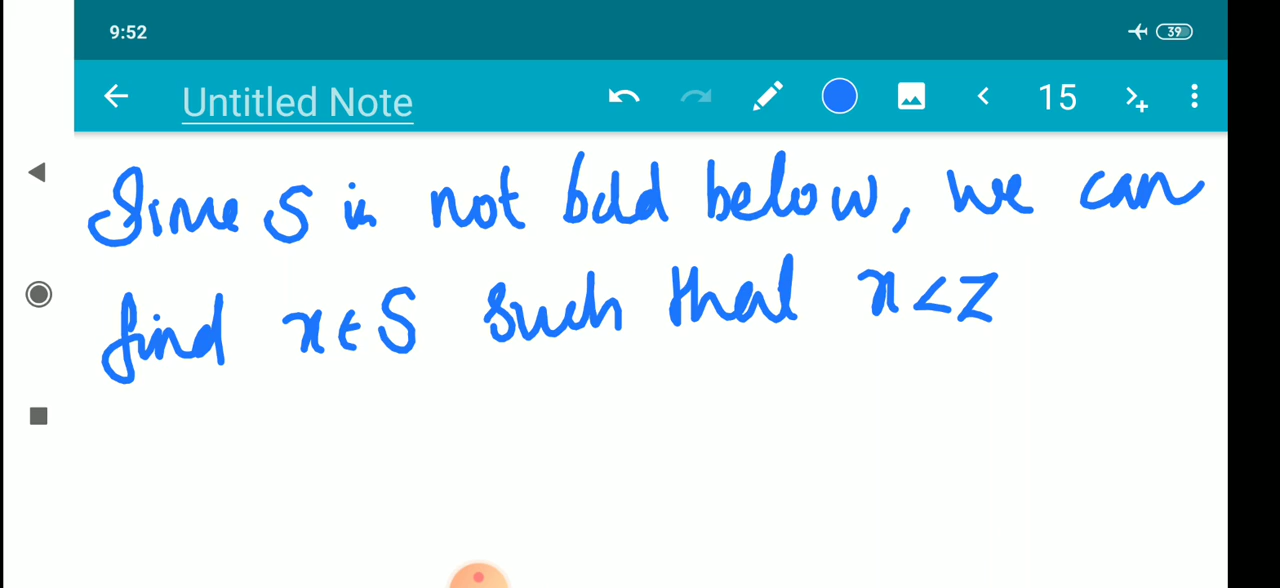 9:52
39
Untitled Note
15
Since S is not bdd below, we can
find x ∈ S such that x < z